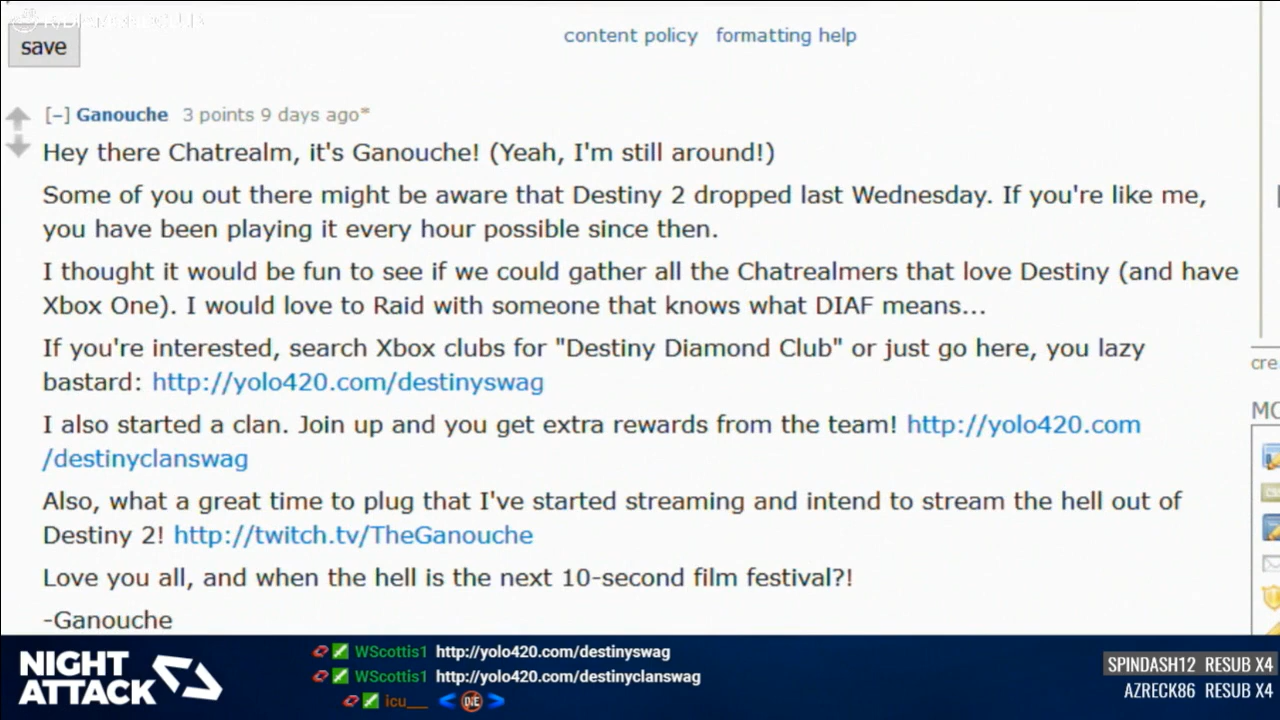 save
content policy formatting help
[–] Ganouche 3 points 9 days ago*
Hey there Chatrealm, it's Ganouche! (Yeah, I'm still around!)
Some of you out there might be aware that Destiny 2 dropped last Wednesday. If you're like me,
you have been playing it every hour possible since then.
I thought it would be fun to see if we could gather all the Chatrealmers that love Destiny (and have
Xbox One). I would love to Raid with someone that knows what DIAF means...
If you're interested, search Xbox clubs for "Destiny Diamond Club" or just go here, you lazy
bastard: http://yolo420.com/destinyswag
I also started a clan. Join up and you get extra rewards from the team! http://yolo420.com
/destinyclanswag
Also, what a great time to plug that I've started streaming and intend to stream the hell out of
Destiny 2! http://twitch.tv/TheGanouche
Love you all, and when the hell is the next 10-second film festival?!
-Ganouche
cre
MO
NIGHT
ATTACK
WScottis1 http://yolo420.com/destinyswag
WScottis1 http://yolo420.com/destinyclanswag
icu__
SPINDASH12 RESUB X4
AZRECK86 RESUB X4